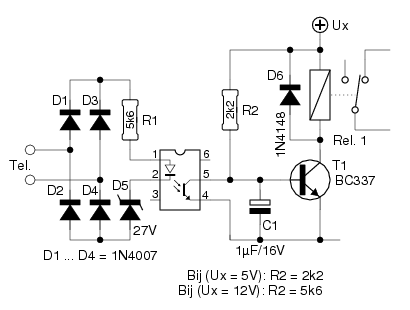 Ux
D6
D1
D3
5k6
R1
2k2
R2
1N4148
Rel. 1
1
6
Tel.
2
5
T1
BC337
D2
D4
D5
3
4
27V
C1
D1 ... D4 = 1N4007
1µF/16V
Bij (Ux = 5V): R2 = 2k2
Bij (Ux = 12V): R2 = 5k6